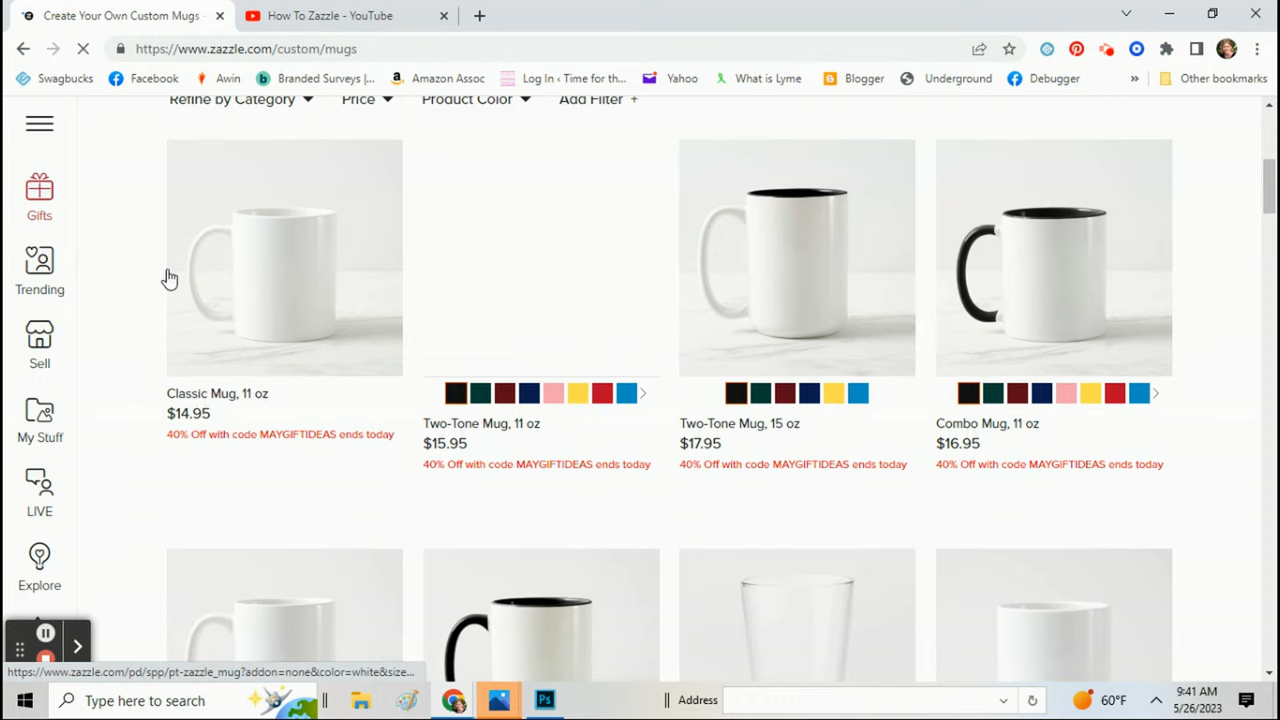 Create Your Own Custom Mugs
How To Zazzle - YouTube
https://www.zazzle.com/custom/mugs
Swagbucks
Facebook
Awin
Branded Surveys |...
Amazon Assoc
Log In ‹ Time for th...
Yahoo
What is Lyme
Blogger
Underground
Debugger
»
Other bookmarks
Refine by Category
Price
Product Color
Add Filter +
Gifts
Trending
Sell
My Stuff
LIVE
Explore
Classic Mug, 11 oz
$14.95
40% Off with code MAYGIFTIDEAS ends today
Two-Tone Mug, 11 oz
$15.95
40% Off with code MAYGIFTIDEAS ends today
Two-Tone Mug, 15 oz
$17.95
40% Off with code MAYGIFTIDEAS ends today
Combo Mug, 11 oz
$16.95
40% Off with code MAYGIFTIDEAS ends today
https://www.zazzle.com/pd/spp/pt-zazzle_mug?addon=none&color=white&size...
Type here to search
Ps
Address
60°F
9:41 AM
5/26/2023